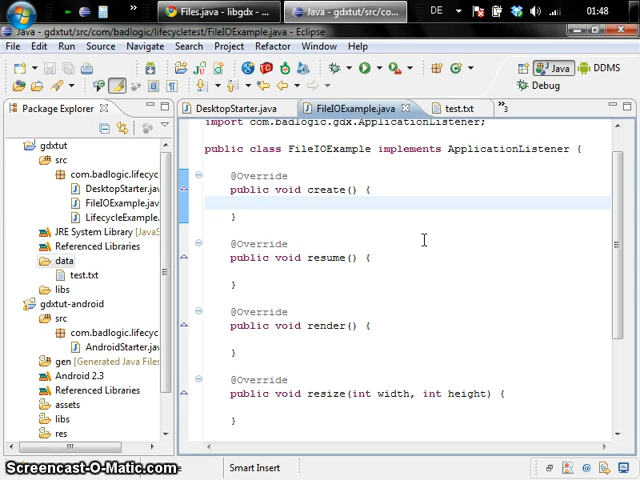 Files.java - libgdx - ...
Java - gdxtut/src/co...
DE
01:48
Java - gdxtut/src/com/badlogic/lifecycletest/FileIOExample.java - Eclipse
File Edit Run Source Navigate Search Project Refactor Window Help
Java
DDMS
Debug
Package Explorer
DesktopStarter.java
FileIOExample.java
test.txt
»3
gdxtut
src
com.badlogic.lifecyc
DesktopStarter.jav
FileIOExample.jav
LifecycleExample.
JRE System Library
Referenced Libraries
data
test.txt
libs
gdxtut-android
src
com.badlogic.lifecyc
AndroidStarter.jav
gen [Generated Java Files]
Android 2.3
Referenced Libraries
assets
libs
res
import com.badlogic.gdx.ApplicationListener;
public class FileIOExample implements ApplicationListener {
@Override
public void create() {
}
@Override
public void resume() {
}
@Override
public void render() {
}
@Override
public void resize(int width, int height) {
}
Screencast-O-Matic.com
Smart Insert